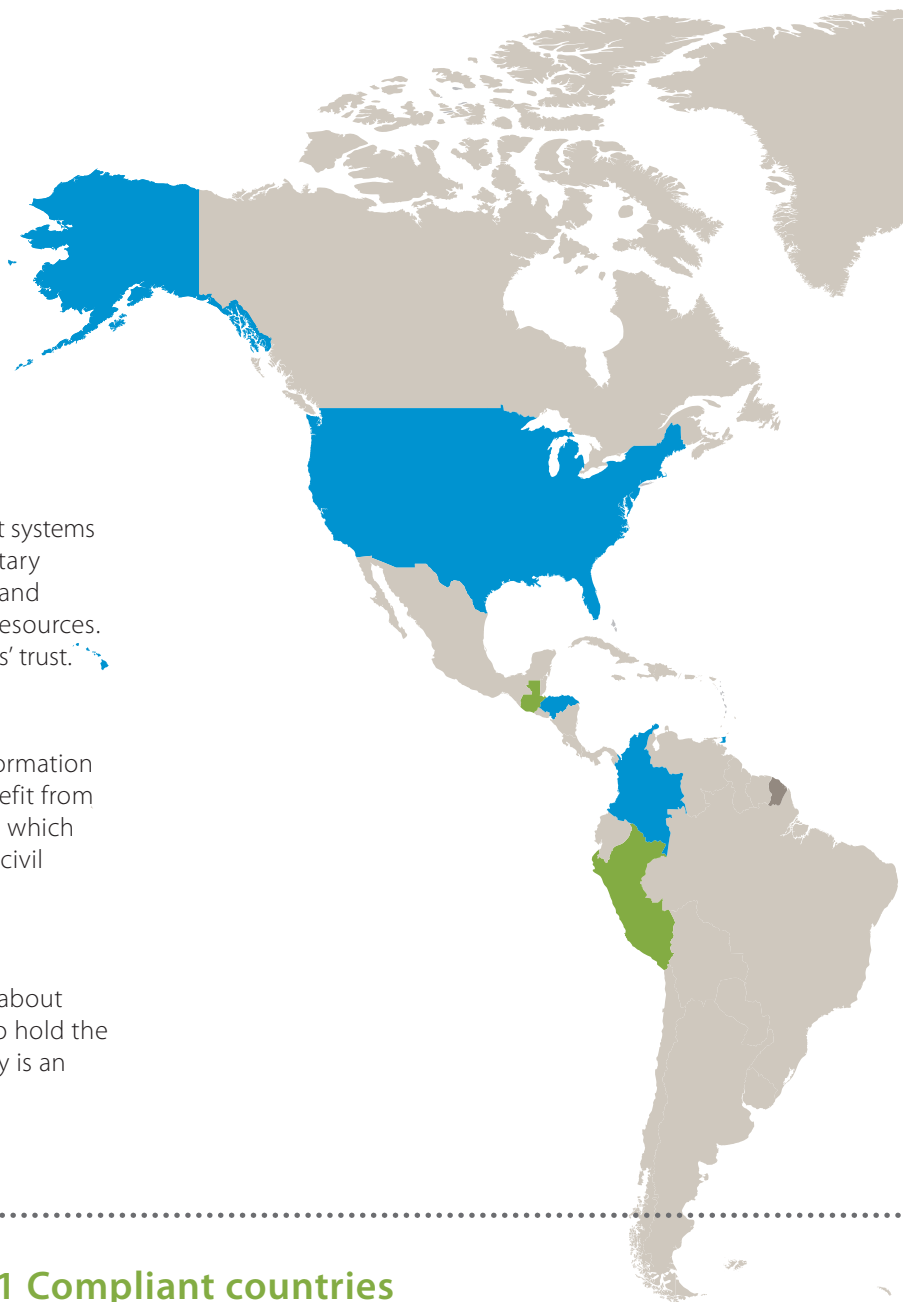 t systems
tary
and
esources.
s’ trust.
ormation
efit from
which
civil
about
o hold the
y is an
1 Compliant countries